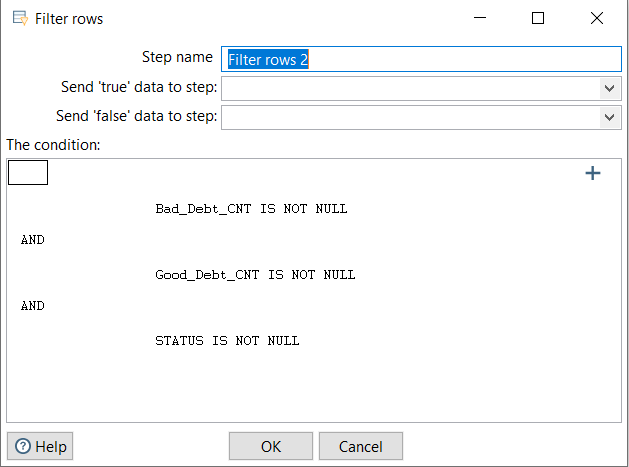 Filter rows
Step name Filter rows 2
Send 'true' data to step:
Send 'false' data to step:
The condition:
Bad_Debt_CNT IS NOT NULL
AND
Good_Debt_CNT IS NOT NULL
AND
STATUS IS NOT NULL
Help OK Cancel